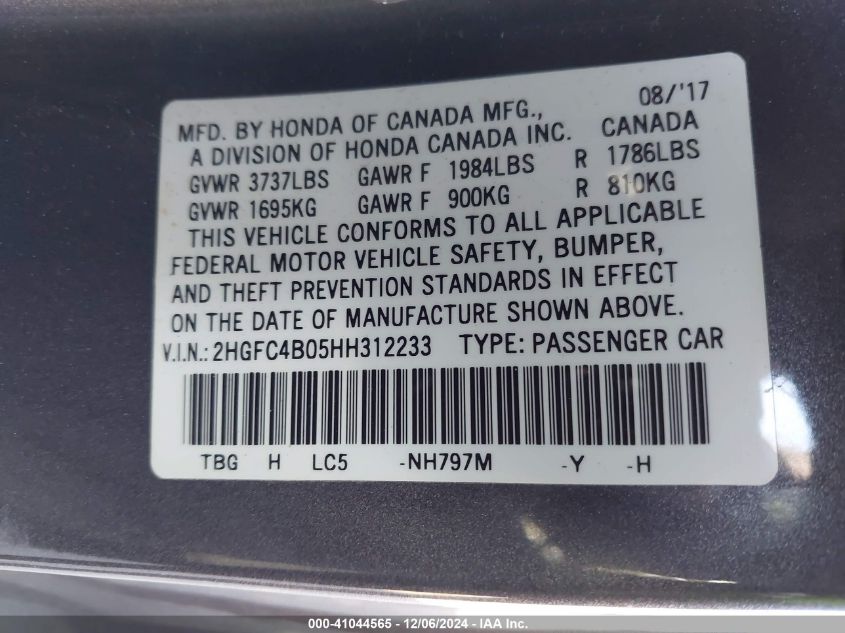 08/'17
MFD. BY HONDA OF CANADA MFG.,
A DIVISION OF HONDA CANADA INC. CANADA
GVWR 3737LBS GAWR F 1984LBS R 1786LBS
GVWR 1695KG GAWR F 900KG R 810KG
THIS VEHICLE CONFORMS TO ALL APPLICABLE
FEDERAL MOTOR VEHICLE SAFETY, BUMPER,
AND THEFT PREVENTION STANDARDS IN EFFECT
ON THE DATE OF MANUFACTURE SHOWN ABOVE.
V.I.N.: 2HGFC4B05HH312233 TYPE: PASSENGER CAR
TBG H LC5 -NH797M -Y -H
000-41044565 - 12/06/2024 - IAA Inc.